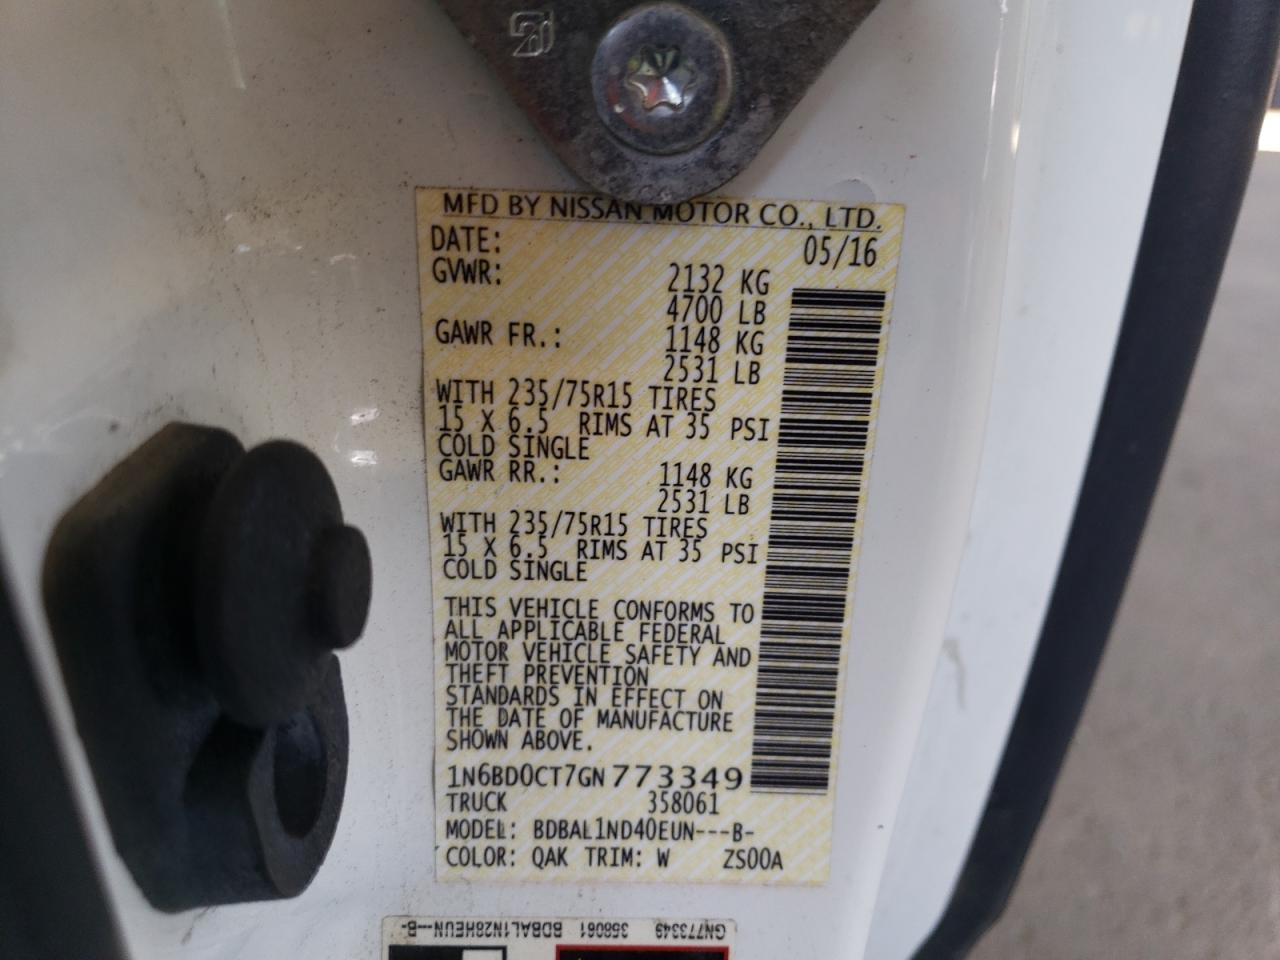 MFD BY NISSAN MOTOR CO., LTD.
DATE: 05/16
GVWR: 2132 KG
4700 LB
GAWR FR.: 1148 KG
2531 LB
WITH 235/75R15 TIRES
15 X 6.5 RIMS AT 35 PSI
COLD SINGLE
GAWR RR.: 1148 KG
2531 LB
WITH 235/75R15 TIRES
15 X 6.5 RIMS AT 35 PSI
COLD SINGLE
THIS VEHICLE CONFORMS TO
ALL APPLICABLE FEDERAL
MOTOR VEHICLE SAFETY AND
THEFT PREVENTION
STANDARDS IN EFFECT ON
THE DATE OF MANUFACTURE
SHOWN ABOVE.
1N6BD0CT7GN773349
TRUCK 358061
MODEL: BDBAL1ND40EUN---B-
COLOR: QAK TRIM: W ZS00A
GN773349 358061 BDBAL1N28HEUN---B-